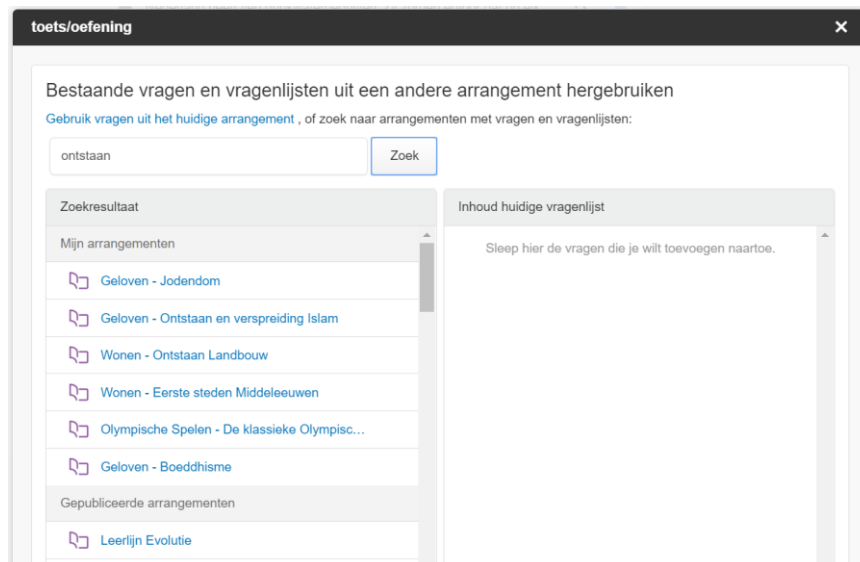 toets/oefening
Bestaande vragen en vragenlijsten uit een andere arrangement hergebruiken
Gebruik vragen uit het huidige arrangement , of zoek naar arrangementen met vragen en vragenlijsten:
ontstaan
Zoek
Zoekresultaat
Mijn arrangementen
Geloven - Jodendom
Geloven - Ontstaan en verspreiding Islam
Wonen - Ontstaan Landbouw
Wonen - Eerste steden Middeleeuwen
Olympische Spelen - De klassieke Olympisc...
Geloven - Boeddhisme
Gepubliceerde arrangementen
Leerlijn Evolutie
Inhoud huidige vragenlijst
Sleep hier de vragen die je wilt toevoegen naartoe.